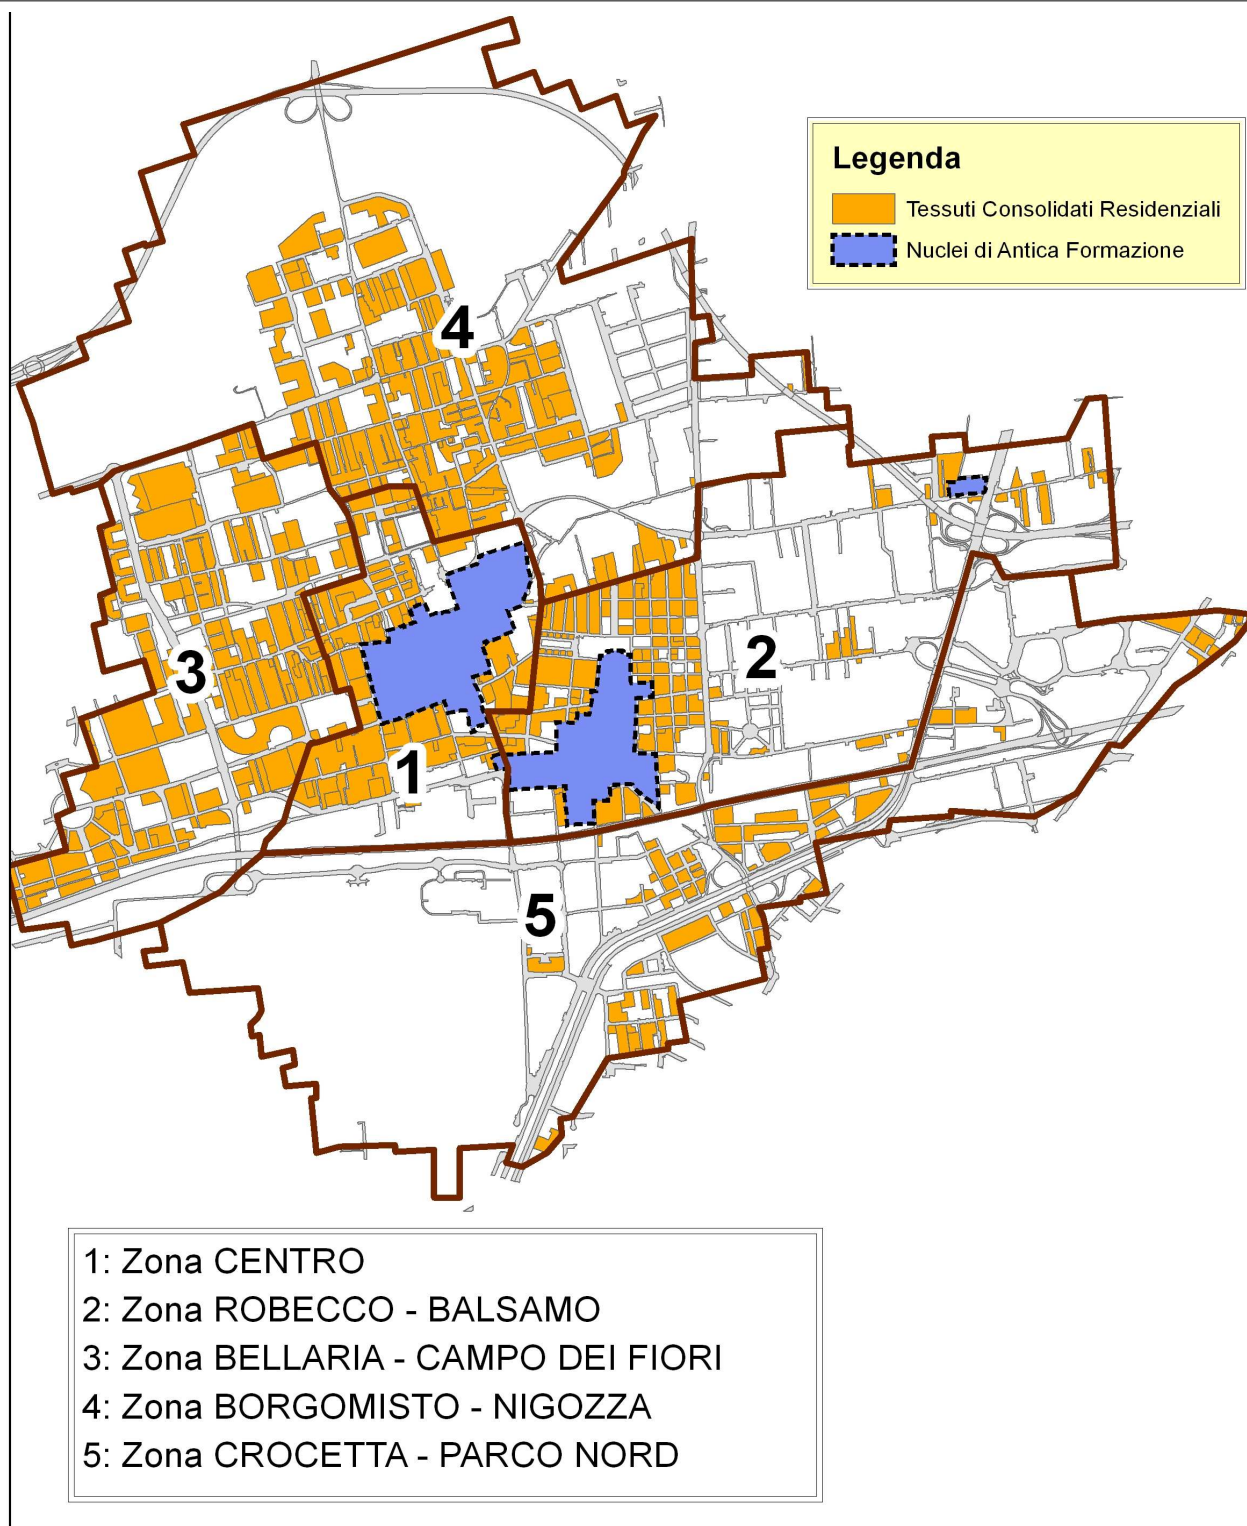 Legenda
Tessuti Consolidati Residenziali
Nuclei di Antica Formazione
4
3
2
1
5
1: Zona CENTRO
2: Zona ROBECCO - BALSAMO
3: Zona BELLARIA - CAMPO DEI FIORI
4: Zona BORGOMISTO - NIGOZZA
5: Zona CROCETTA - PARCO NORD